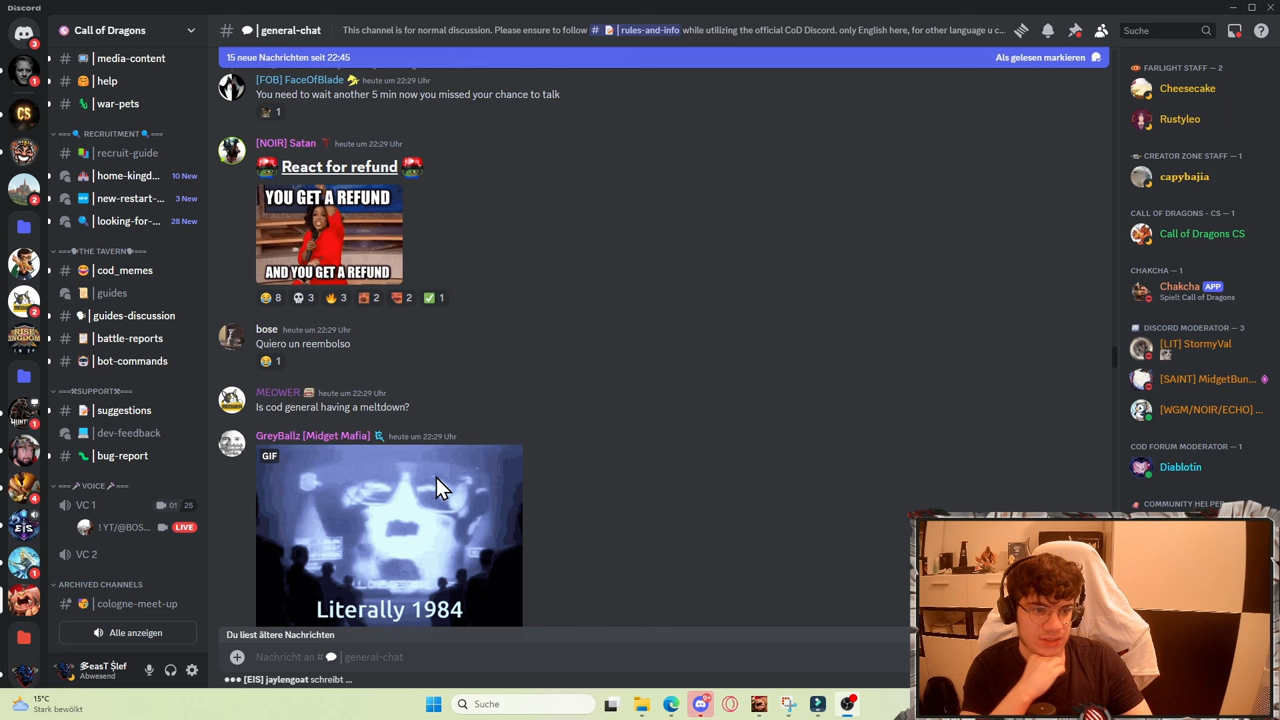 Discord
Call of Dragons
general-chat
This channel is for normal discussion. Please ensure to follow # rules-and-info while utilizing the official CoD Discord. only English here, for other language u c...
Suche
media-content
help
war-pets
===🔍 RECRUITMENT 🔍===
recruit-guide
home-kingd... 10 New
new-restart-... 3 New
looking-for-... 28 New
===🗣THE TAVERN🗣===
cod_memes
guides
guides-discussion
battle-reports
bot-commands
===⚒SUPPORT⚒===
suggestions
dev-feedback
bug-report
===🎤 VOICE 🎤===
VC 1 01 25
! YT/@BOS... LIVE
VC 2
ARCHIVED CHANNELS
cologne-meet-up
Alle anzeigen
$easT $lef
Abwesend
15 neue Nachrichten seit 22:45
Als gelesen markieren
[FOB] FaceOfBlade heute um 22:29 Uhr
You need to wait another 5 min now you missed your chance to talk
1
[NOIR] Satan heute um 22:29 Uhr
🚨 React for refund 🚨
YOU GET A REFUND
AND YOU GET A REFUND
😂 8 💀 3 🔥 3 2 2 ✅ 1
bose heute um 22:29 Uhr
Quiero un reembolso
😂 1
MEOWER heute um 22:29 Uhr
Is cod general having a meltdown?
GreyBallz [Midget Mafia] heute um 22:29 Uhr
GIF
Literally 1984
Du liest ältere Nachrichten
Nachricht an # general-chat
[EIS] jaylengoat schreibt ...
FARLIGHT STAFF — 2
Cheesecake
Rustyleo
CREATOR ZONE STAFF — 1
capybajia
CALL OF DRAGONS - CS — 1
Call of Dragons CS
CHAKCHA — 1
Chakcha APP
Spielt Call of Dragons
DISCORD MODERATOR — 3
[LIT] StormyVal
[SAINT] MidgetBun...
[WGM/NOIR/ECHO] ...
COD FORUM MODERATOR — 1
Diablotin
COMMUNITY HELPER
15°C
Stark bewölkt
Suche